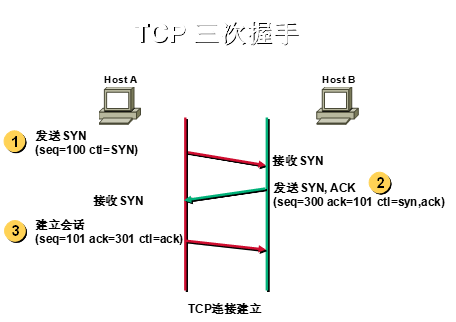 TCP 三次握手
Host A
Host B
1
发送 SYN
(seq=100 ctl=SYN)
接收 SYN
发送 SYN, ACK
2
(seq=300 ack=101 ctl=syn,ack)
接收 SYN
3
建立会话
(seq=101 ack=301 ctl=ack)
TCP连接建立